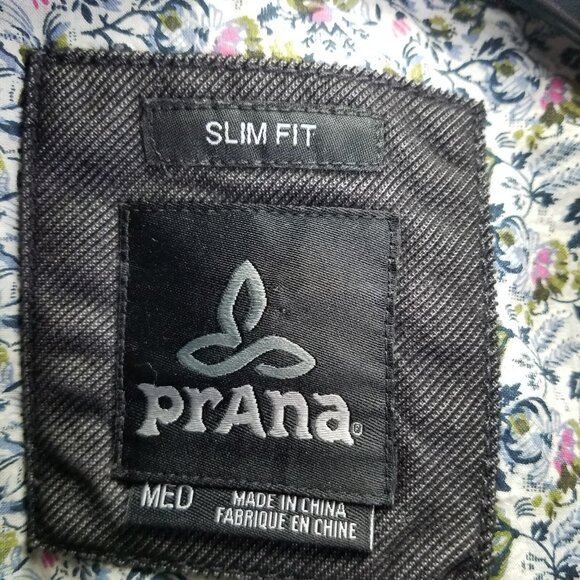 SLIM FIT
prAna®
MED
MADE IN CHINA
FABRIQUE EN CHINE